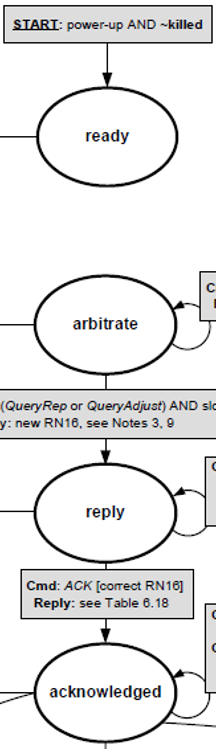 START: power-up AND ~killed
ready
arbitrate
C
(QueryRep or QueryAdjust) AND slo
y: new RN16, see Notes 3, 9
reply
Cmd: ACK [correct RN16]
Reply: see Table 6.18
acknowledged